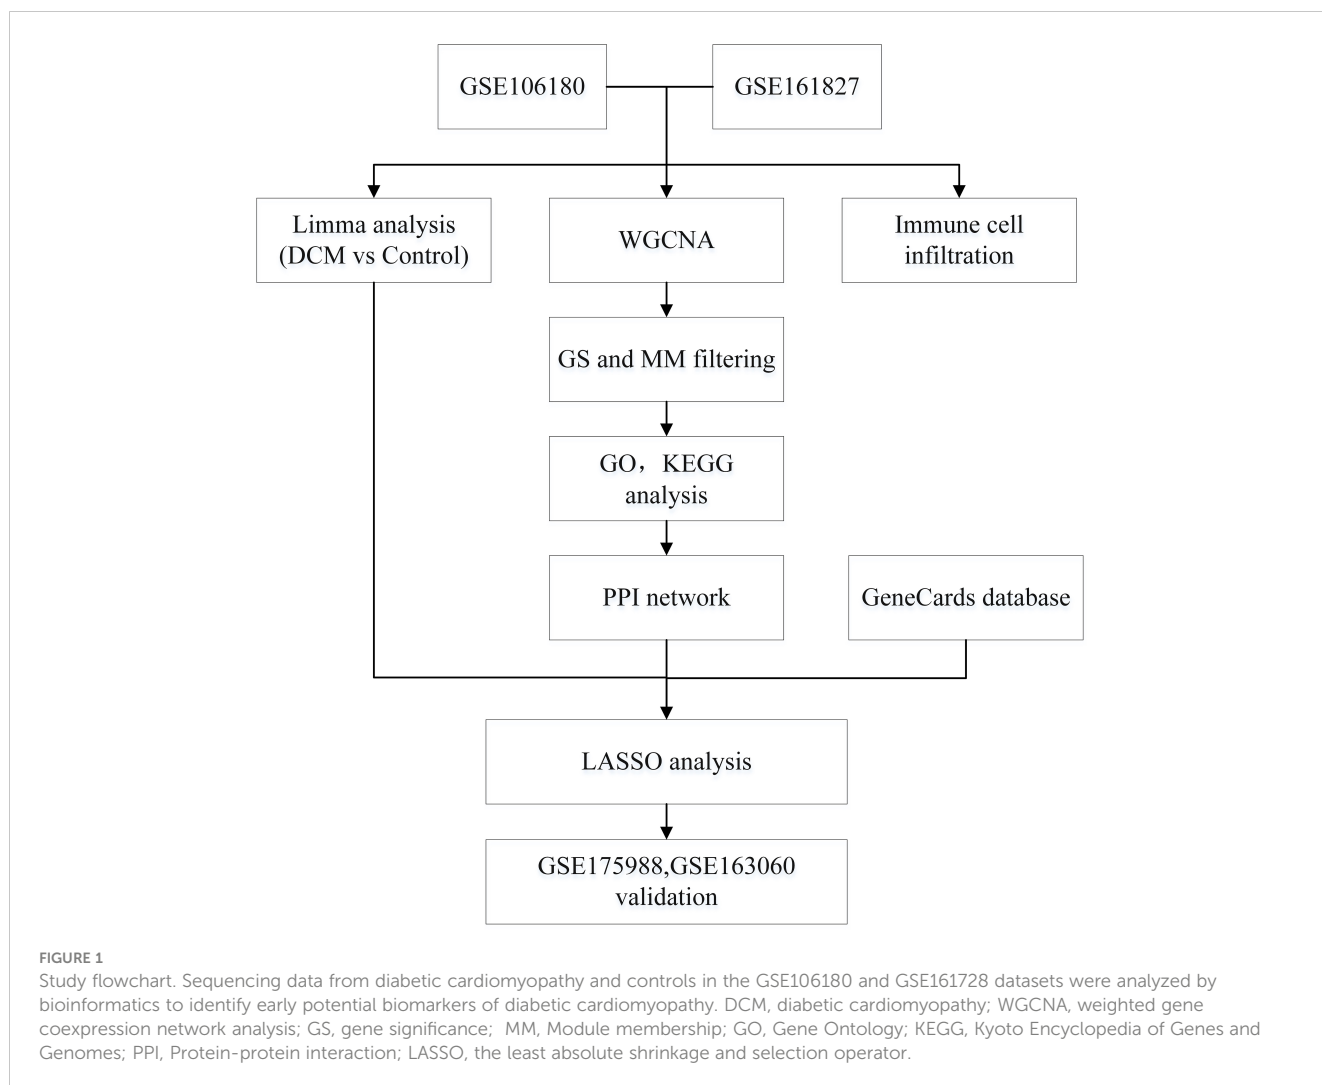 GSE106180
GSE161827
Limma analysis
(DCM vs Control)
WGCNA
Immune cell
infiltration
GS and MM filtering
GO，KEGG
analysis
PPI network
GeneCards database
LASSO analysis
GSE175988,GSE163060
validation
FIGURE 1
Study flowchart. Sequencing data from diabetic cardiomyopathy and controls in the GSE106180 and GSE161728 datasets were analyzed by
bioinformatics to identify early potential biomarkers of diabetic cardiomyopathy. DCM, diabetic cardiomyopathy; WGCNA, weighted gene
coexpression network analysis; GS, gene significance; MM, Module membership; GO, Gene Ontology; KEGG, Kyoto Encyclopedia of Genes and
Genomes; PPI, Protein-protein interaction; LASSO, the least absolute shrinkage and selection operator.